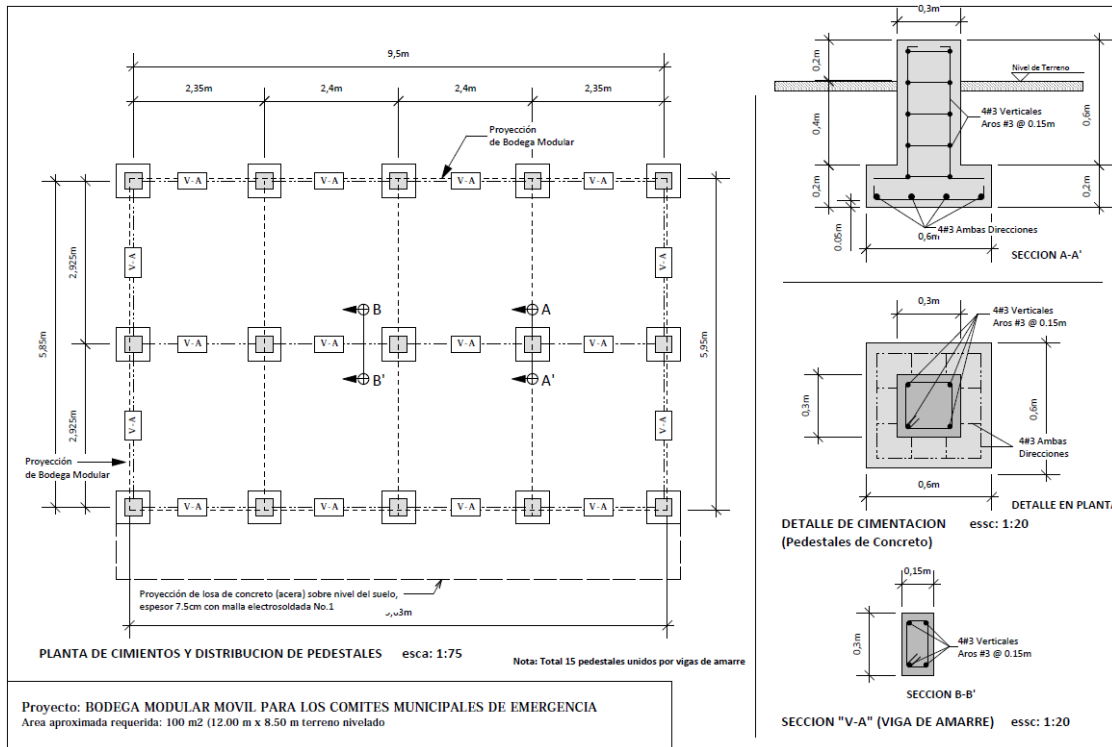 9,5m
2,35m
2,4m
2,4m
2,35m
Proyección
de Bodega Modular
V-A
V-A
V-A
V-A
2,925m
V-A
V-A
5,85m
B
A
5,95m
V-A
V-A
V-A
V-A
B'
A'
2,925m
V-A
V-A
Proyección
de Bodega Modular
V-A
V-A
V-A
V-A
Proyección de losa de concreto (acera) sobre nivel del suelo,
espesor 7.5cm con malla electrosoldada No.1
PLANTA DE CIMIENTOS Y DISTRIBUCION DE PEDESTALES esca: 1:75
Nota: Total 15 pedestales unidos por vigas de amarre
Proyecto: BODEGA MODULAR MOVIL PARA LOS COMITES MUNICIPALES DE EMERGENCIA
Area aproximada requerida: 100 m2 (12.00 m x 8.50 m terreno nivelado
0,3m
0,2m
Nivel de Terreno
4#3 Verticales
Aros #3 @ 0.15m
0,4m
0,6m
0,2m
0,2m
0.05m
4#3 Ambas Direcciones
0,6m
SECCION A-A'
0,3m
4#3 Verticales
Aros #3 @ 0.15m
0,3m
0,6m
4#3 Ambas
Direcciones
0,6m
DETALLE EN PLANTA
DETALLE DE CIMENTACION essc: 1:20
(Pedestales de Concreto)
0,15m
0,3m
4#3 Verticales
Aros #3 @ 0.15m
SECCION B-B'
SECCION "V-A" (VIGA DE AMARRE) essc: 1:20